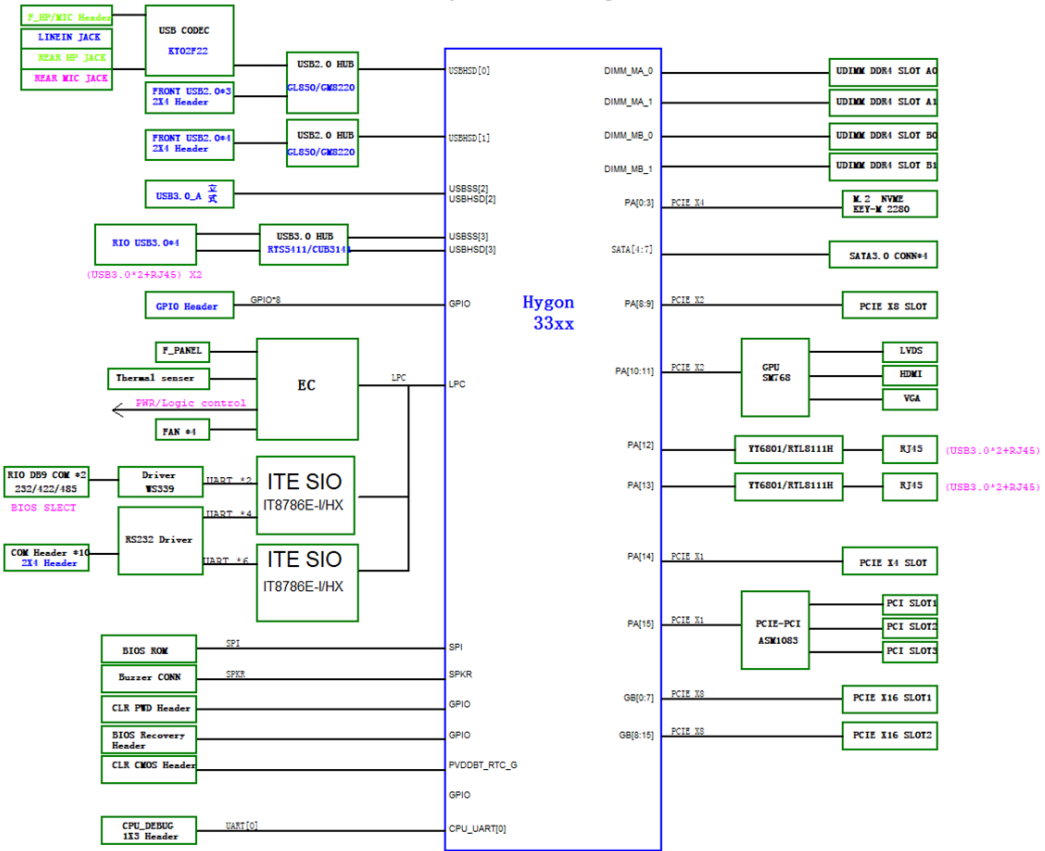 F_HP/MIC Header
LINEIN JACK
REAR HP JACK
REAR MIC JACK
USB CODEC
KT02F22
FRONT USB2.0*3
2X4 Header
USB2.0 HUB
GL850/GM8220
USBHSD[0]
FRONT USB2.0*4
2X4 Header
USB2.0 HUB
GL850/GM8220
USBHSD[1]
USB3.0_A 立式
USBSS[2]
USBHSD[2]
RIO USB3.0*4
(USB3.0*2+RJ45) X2
USB3.0 HUB
RTS5411/CUB3141
USBSS[3]
USBHSD[3]
GPIO Header
GPIO*8
GPIO
F_PANEL
Thermal senser
PWR/Logic control
FAN *4
EC
LPC
LPC
RIO DB9 COM *2
232/422/485
BIOS SLECT
Driver
WS339
UART *2
ITE SIO
IT8786E-I/HX
UART *4
RS232 Driver
COM Header *10
2X4 Header
UART *6
ITE SIO
IT8786E-I/HX
BIOS ROM
SPI
SPI
Buzzer CONN
SPKR
SPKR
CLR PWD Header
GPIO
BIOS Recovery
Header
GPIO
CLR CMOS Header
PVDDBT_RTC_G
GPIO
CPU_DEBUG
1X3 Header
UART[0]
CPU_UART[0]
Hygon
33xx
DIMM_MA_0
UDIMM DDR4 SLOT A0
DIMM_MA_1
UDIMM DDR4 SLOT A1
DIMM_MB_0
UDIMM DDR4 SLOT B0
DIMM_MB_1
UDIMM DDR4 SLOT B1
PA[0:3]
PCIE X4
M.2 NVME
KEY-M 2280
SATA[4:7]
SATA3.0 CONN*4
PA[8:9]
PCIE X2
PCIE X8 SLOT
PA[10:11]
PCIE X2
GPU
SM768
LVDS
HDMI
VGA
PA[12]
YT6801/RTL8111H
RJ45
(USB3.0*2+RJ45)
PA[13]
YT6801/RTL8111H
RJ45
(USB3.0*2+RJ45)
PA[14]
PCIE X1
PCIE X4 SLOT
PA[15]
PCIE X1
PCIE-PCI
ASM1083
PCI SLOT1
PCI SLOT2
PCI SLOT3
GB[0:7]
PCIE X8
PCIE X16 SLOT1
GB[8:15]
PCIE X8
PCIE X16 SLOT2